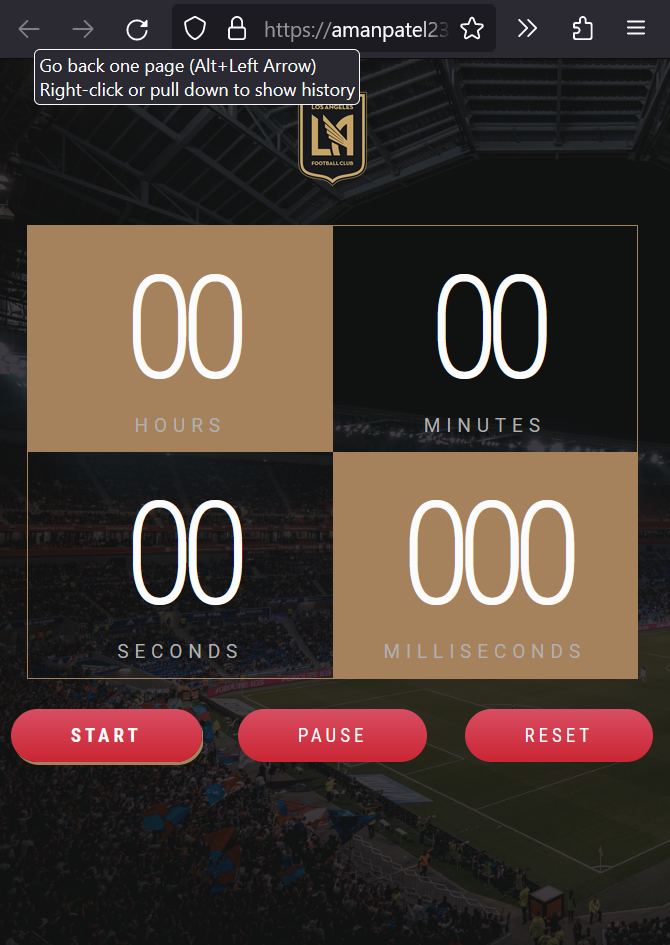 https://amanpatel23
Go back one page (Alt+Left Arrow)
Right-click or pull down to show history
LOS ANGELES
LA
FOOTBALL CLUB
00
00
HOURS
MINUTES
00
000
SECONDS
MILLISECONDS
START
PAUSE
RESET